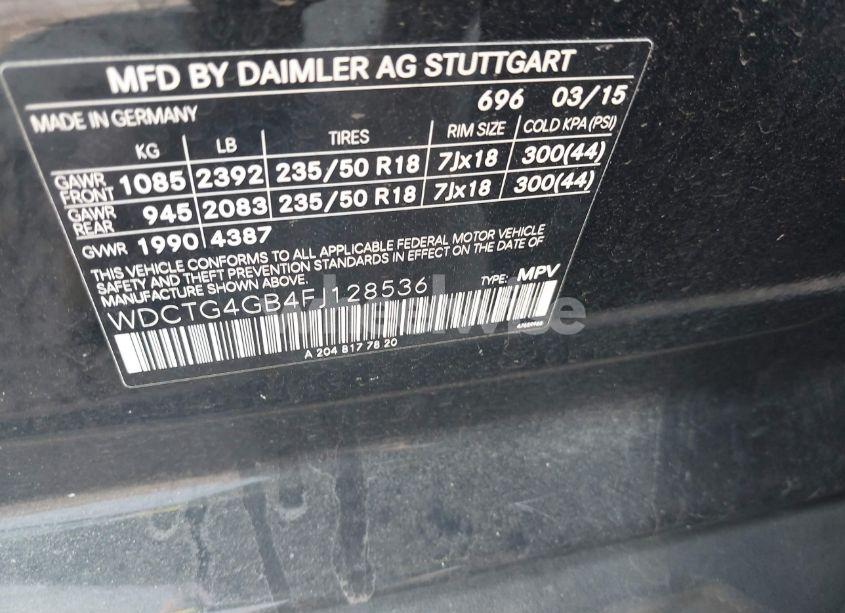 MFD BY DAIMLER AG STUTTGART
696 03/15
MADE IN GERMANY
KG LB TIRES RIM SIZE COLD KPA (PSI)
GAWR FRONT 1085 2392 235/50 R18 7Jx18 300(44)
GAWR REAR 945 2083 235/50 R18 7Jx18 300(44)
GVWR 1990 4387
THIS VEHICLE CONFORMS TO ALL APPLICABLE FEDERAL MOTOR VEHICLE
SAFETY AND THEFT PREVENTION STANDARDS IN EFFECT ON THE DATE OF
MANUFACTURE SHOWN ABOVE.
TYPE: MPV
WDCTG4GB4FJ128536
A 204 817 78 20